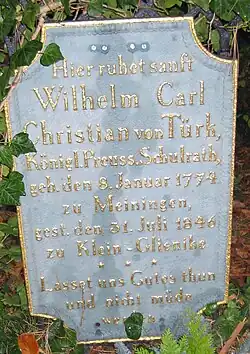 Hier ruhet sanft
Wilhelm Carl
Christian von Türk,
Königl. Preuss. Schulrath,
geb. den 8. Januar 1774
zu Meiningen,
gest. den 31. Juli 1846
zu Klein-Glienike
Lasset uns Gutes thun
und nicht müde
werden